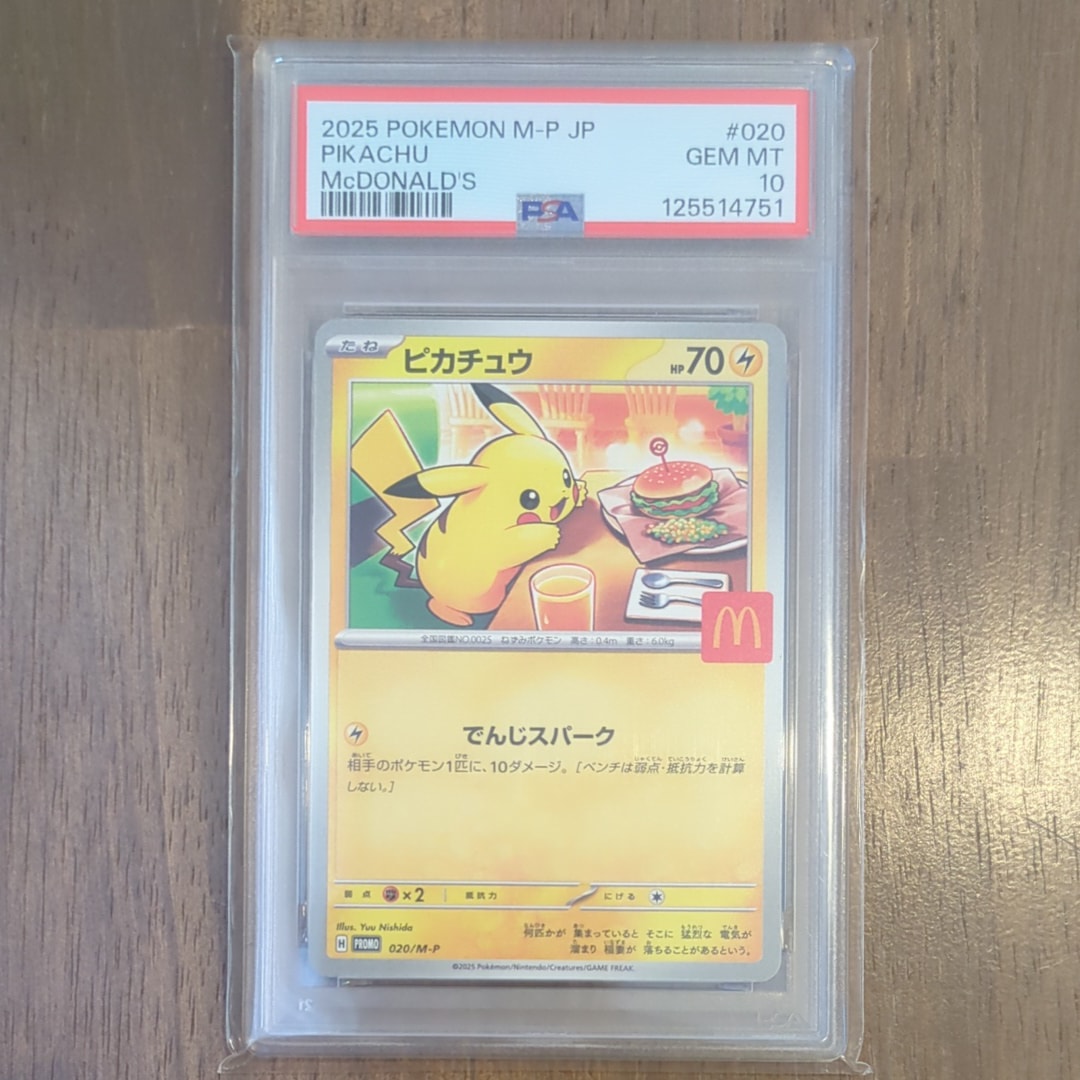 2025 POKEMON M-P JP #020
PIKACHU GEM MT
McDONALD'S 10
PSA 125514751
たね ピカチュウ HP 70
全国図鑑NO.0025 ねずみポケモン 高さ:0.4m 重さ:6.0kg
でんじスパーク
相手のポケモン1匹に、10ダメージ。[ベンチは弱点・抵抗力を計算
しない。]
弱点 ×2 抵抗力 にげる
Illus. Yuu Nishida
何匹かが 集まっていると そこに 猛烈な 電気が
H PROMO 020/M-P
溜まり 稲妻が 落ちることがあるという。
©2025 Pokémon/Nintendo/Creatures/GAME FREAK.